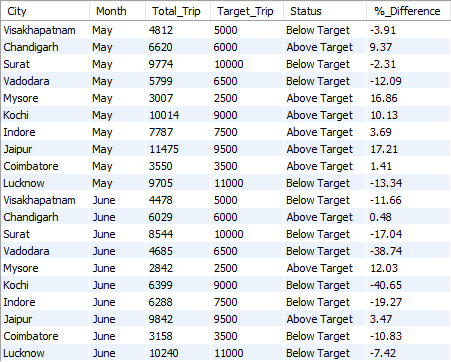 City Month Total_Trip Target_Trip Status %_Difference
Visakhapatnam May 4812 5000 Below Target -3.91
Chandigarh May 6620 6000 Above Target 9.37
Surat May 9774 10000 Below Target -2.31
Vadodara May 5799 6500 Below Target -12.09
Mysore May 3007 2500 Above Target 16.86
Kochi May 10014 9000 Above Target 10.13
Indore May 7787 7500 Above Target 3.69
Jaipur May 11475 9500 Above Target 17.21
Coimbatore May 3550 3500 Above Target 1.41
Lucknow May 9705 11000 Below Target -13.34
Visakhapatnam June 4478 5000 Below Target -11.66
Chandigarh June 6029 6000 Above Target 0.48
Surat June 8544 10000 Below Target -17.04
Vadodara June 4685 6500 Below Target -38.74
Mysore June 2842 2500 Above Target 12.03
Kochi June 6399 9000 Below Target -40.65
Indore June 6288 7500 Below Target -19.27
Jaipur June 9842 9500 Above Target 3.47
Coimbatore June 3158 3500 Below Target -10.83
Lucknow June 10240 11000 Below Target -7.42